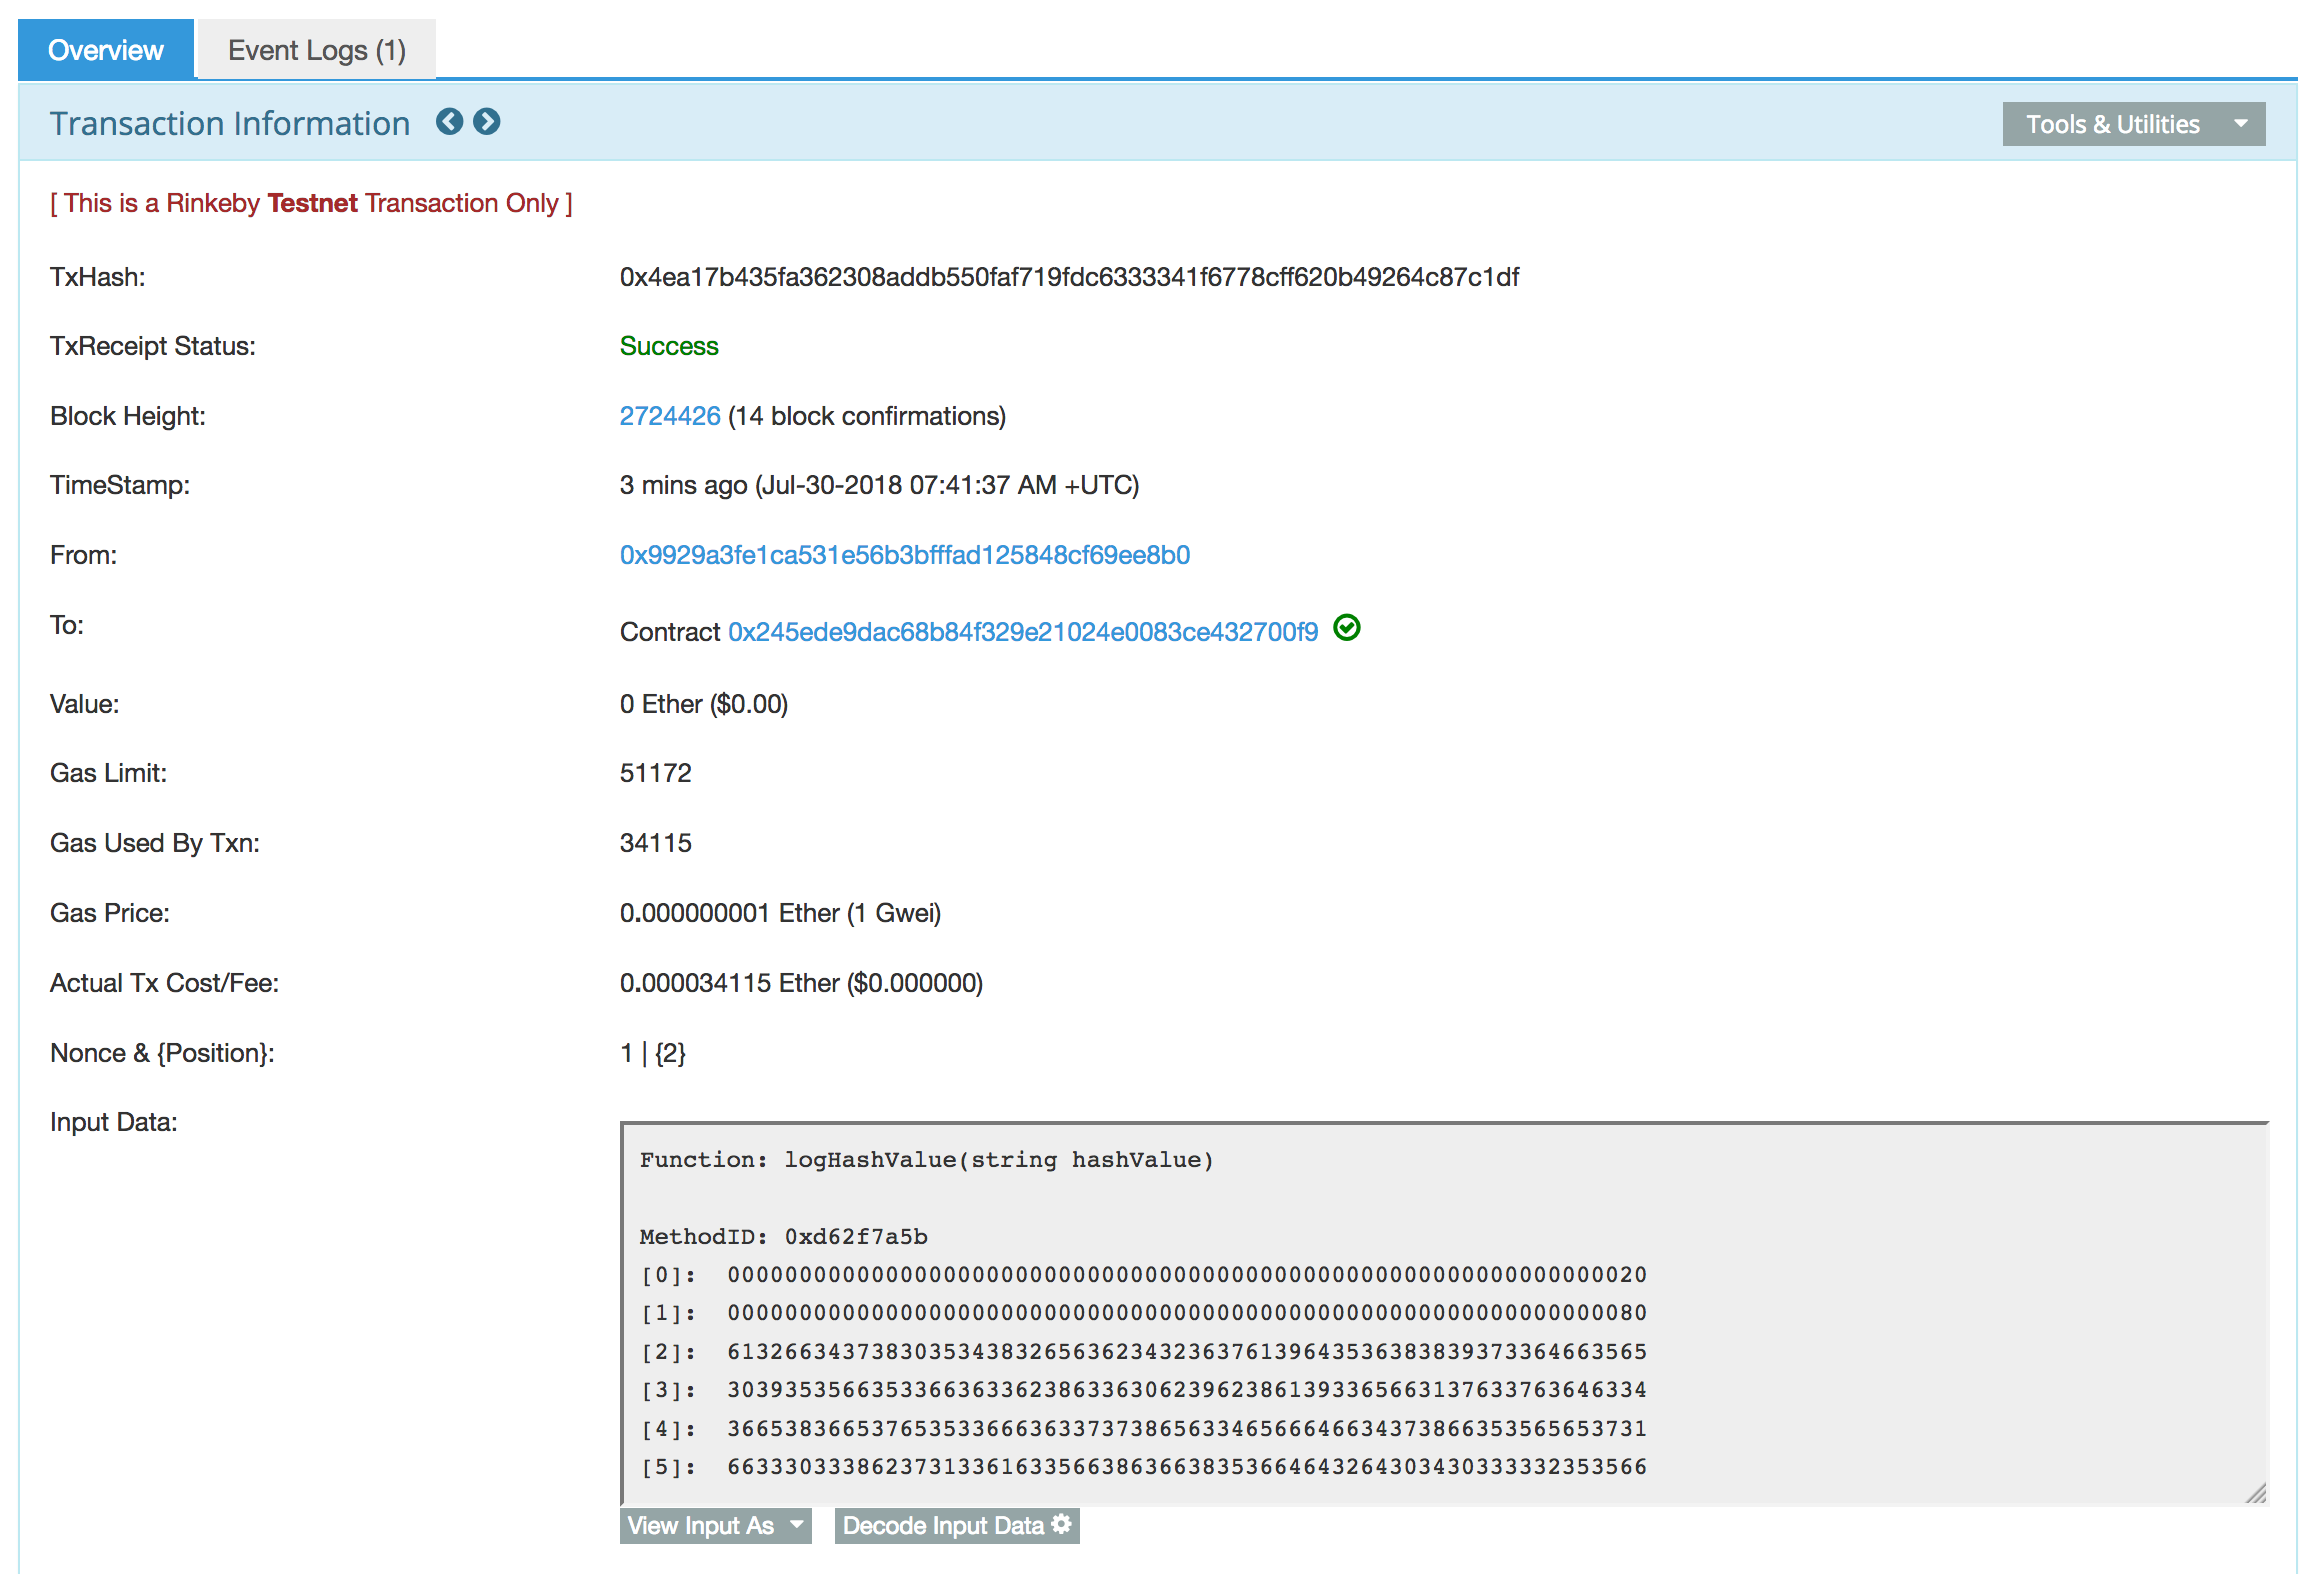 Overview
Event Logs (1)
Transaction Information
Tools & Utilities
[ This is a Rinkeby Testnet Transaction Only ]
TxHash: 0x4ea17b435fa362308addb550faf719fdc6333341f6778cff620b49264c87c1df
TxReceipt Status: Success
Block Height: 2724426 (14 block confirmations)
TimeStamp: 3 mins ago (Jul-30-2018 07:41:37 AM +UTC)
From: 0x9929a3fe1ca531e56b3bfffad125848cf69ee8b0
To: Contract 0x245ede9dac68b84f329e21024e0083ce432700f9
Value: 0 Ether ($0.00)
Gas Limit: 51172
Gas Used By Txn: 34115
Gas Price: 0.000000001 Ether (1 Gwei)
Actual Tx Cost/Fee: 0.000034115 Ether ($0.000000)
Nonce & {Position}: 1 | {2}
Input Data:
Function: logHashValue(string hashValue)
MethodID: 0xd62f7a5b
[0]: 0000000000000000000000000000000000000000000000000000000000000020
[1]: 0000000000000000000000000000000000000000000000000000000000000080
[2]: 6132663437383035343832656362343236376139643536383839373364663565
[3]: 3039353566353366363362386336306239623861393365663137633763646334
[4]: 3665383665376535336663633737386563346566646634373866353565653731
[5]: 6633303338623731336163356638636638353664643264303430333332353566
View Input As
Decode Input Data